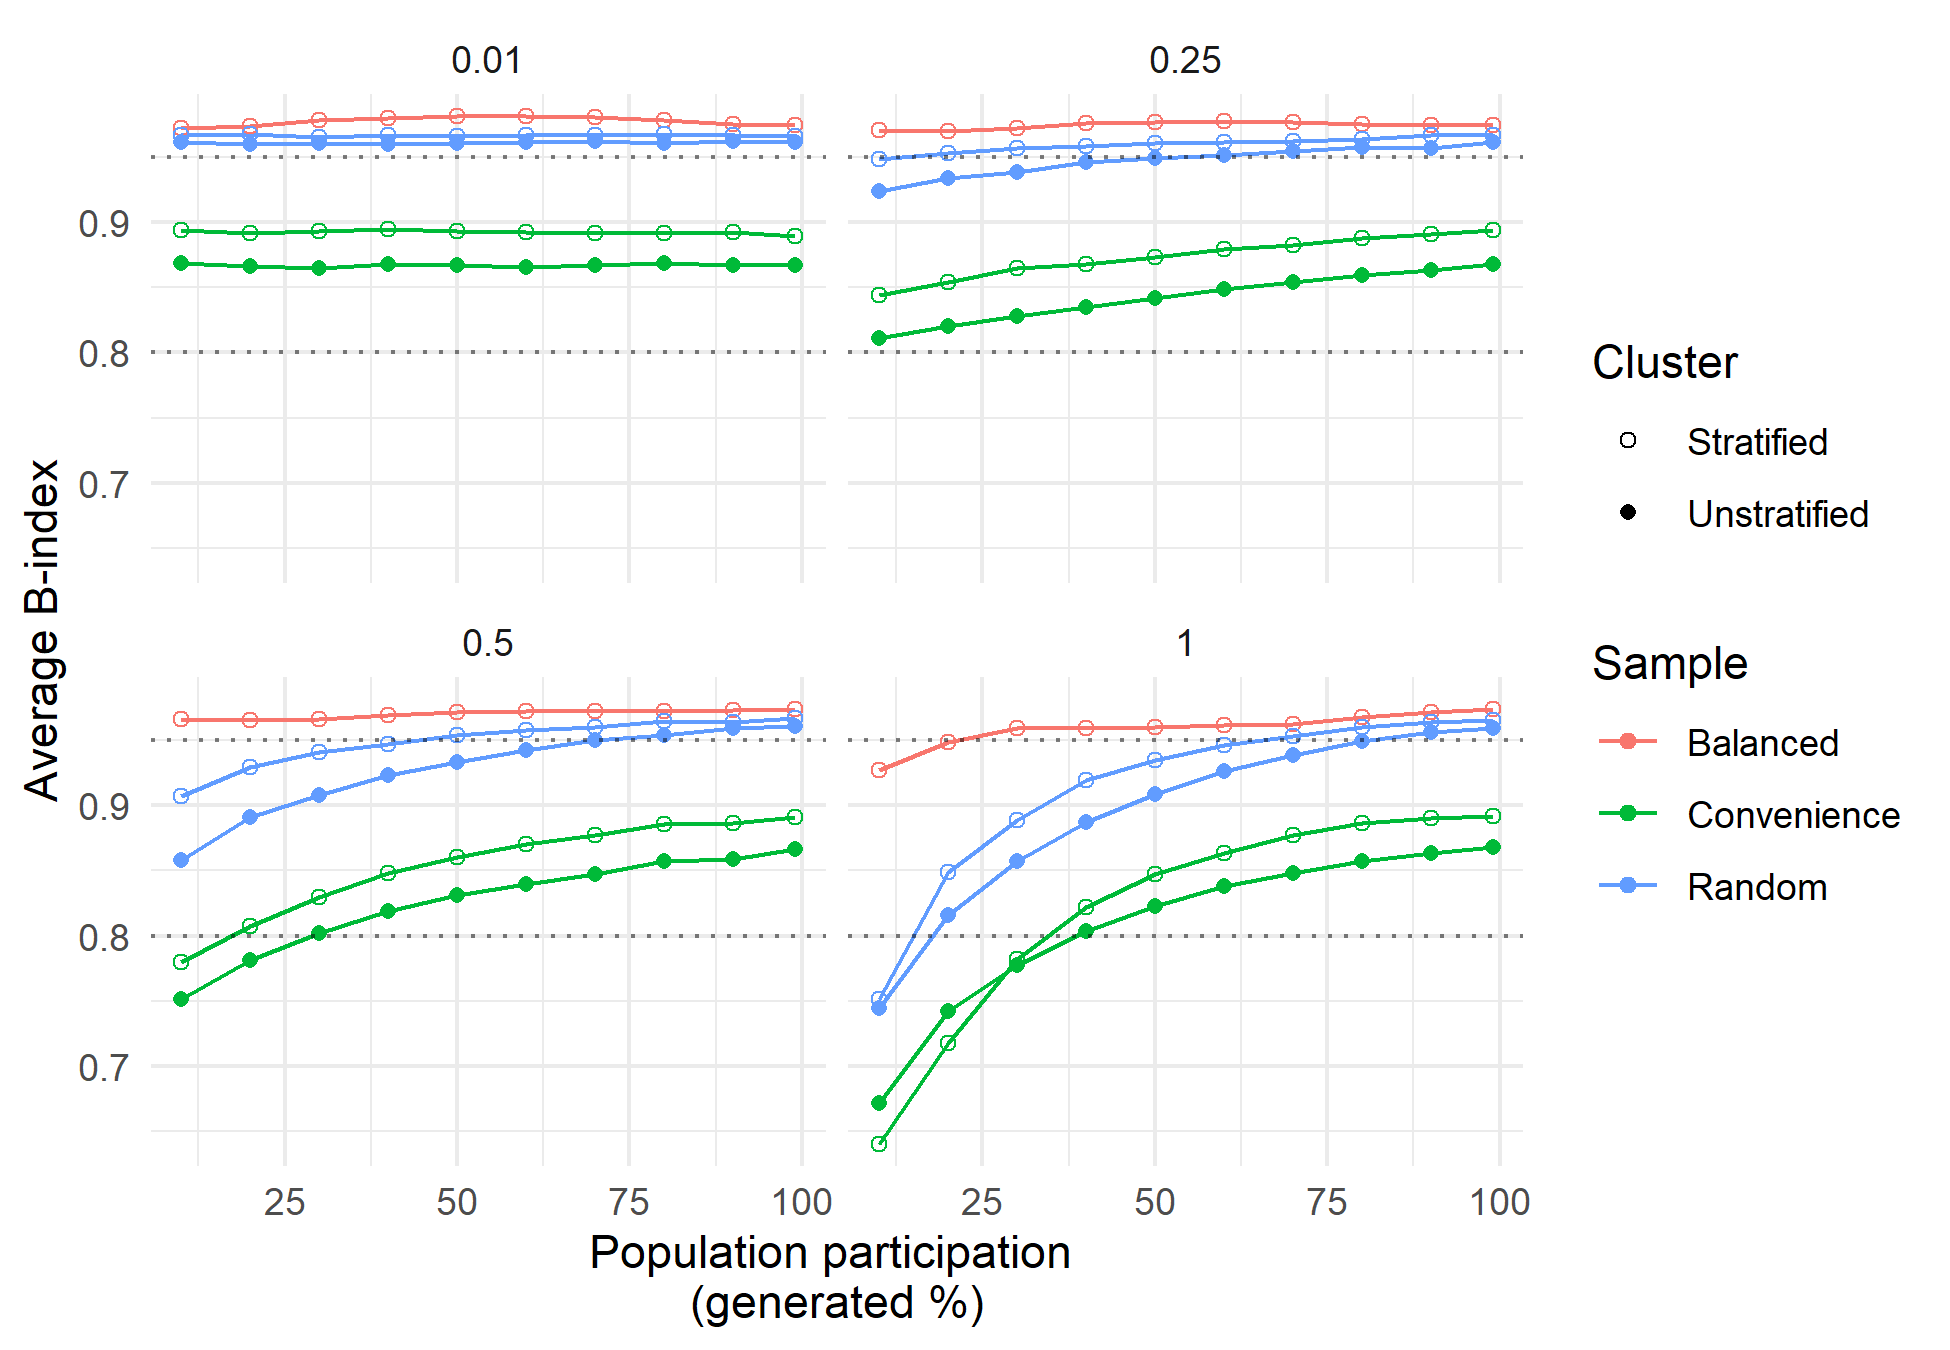 0.01
0.25
0.9
0.8
0.7
0.5
1
0.9
0.8
0.7
25
50
75
100
25
50
75
100
Average B-index
Population participation
(generated %)
Cluster
Stratified
Unstratified
Sample
Balanced
Convenience
Random